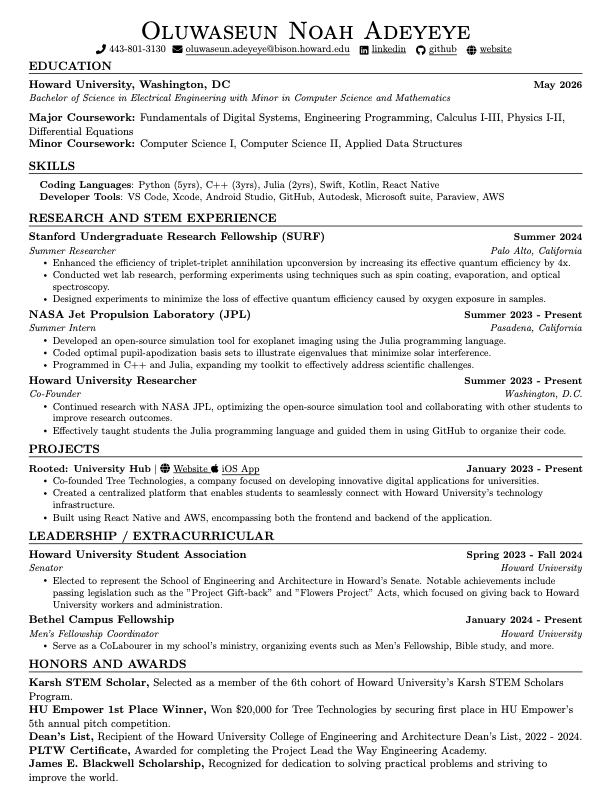 Oluwaseun Noah Adeyeye
443-801-3130 oluwaseun.adeyeye@bison.howard.edu linkedin github website
EDUCATION
Howard University, Washington, DC May 2026
Bachelor of Science in Electrical Engineering with Minor in Computer Science and Mathematics
Major Coursework: Fundamentals of Digital Systems, Engineering Programming, Calculus I-III, Physics I-II,
Differential Equations
Minor Coursework: Computer Science I, Computer Science II, Applied Data Structures
SKILLS
Coding Languages: Python (5yrs), C++ (3yrs), Julia (2yrs), Swift, Kotlin, React Native
Developer Tools: VS Code, Xcode, Android Studio, GitHub, Autodesk, Microsoft suite, Paraview, AWS
RESEARCH AND STEM EXPERIENCE
Stanford Undergraduate Research Fellowship (SURF) Summer 2024
Summer Researcher Palo Alto, California
• Enhanced the efficiency of triplet-triplet annihilation upconversion by increasing its effective quantum efficiency by 4x.
• Conducted wet lab research, performing experiments using techniques such as spin coating, evaporation, and optical
spectroscopy.
• Designed experiments to minimize the loss of effective quantum efficiency caused by oxygen exposure in samples.
NASA Jet Propulsion Laboratory (JPL) Summer 2023 - Present
Summer Intern Pasadena, California
• Developed an open-source simulation tool for exoplanet imaging using the Julia programming language.
• Coded optimal pupil-apodization basis sets to illustrate eigenvalues that minimize solar interference.
• Programmed in C++ and Julia, expanding my toolkit to effectively address scientific challenges.
Howard University Researcher Summer 2023 - Present
Co-Founder Washington, D.C.
• Continued research with NASA JPL, optimizing the open-source simulation tool and collaborating with other students to
improve research outcomes.
• Effectively taught students the Julia programming language and guided them in using GitHub to organize their code.
PROJECTS
Rooted: University Hub | Website iOS App January 2023 - Present
• Co-founded Tree Technologies, a company focused on developing innovative digital applications for universities.
• Created a centralized platform that enables students to seamlessly connect with Howard University's technology
infrastructure.
• Built using React Native and AWS, encompassing both the frontend and backend of the application.
LEADERSHIP / EXTRACURRICULAR
Howard University Student Association Spring 2023 - Fall 2024
Senator Howard University
• Elected to represent the School of Engineering and Architecture in Howard's Senate. Notable achievements include
passing legislation such as the "Project Gift-back" and "Flowers Project" Acts, which focused on giving back to Howard
University workers and administration.
Bethel Campus Fellowship January 2024 - Present
Men's Fellowship Coordinator Howard University
• Serve as a CoLabourer in my school's ministry, organizing events such as Men's Fellowship, Bible study, and more.
HONORS AND AWARDS
Karsh STEM Scholar, Selected as a member of the 6th cohort of Howard University's Karsh STEM Scholars
Program.
HU Empower 1st Place Winner, Won $20,000 for Tree Technologies by securing first place in HU Empower's
5th annual pitch competition.
Dean's List, Recipient of the Howard University College of Engineering and Architecture Dean's List, 2022 - 2024.
PLTW Certificate, Awarded for completing the Project Lead the Way Engineering Academy.
James E. Blackwell Scholarship, Recognized for dedication to solving practical problems and striving to
improve the world.